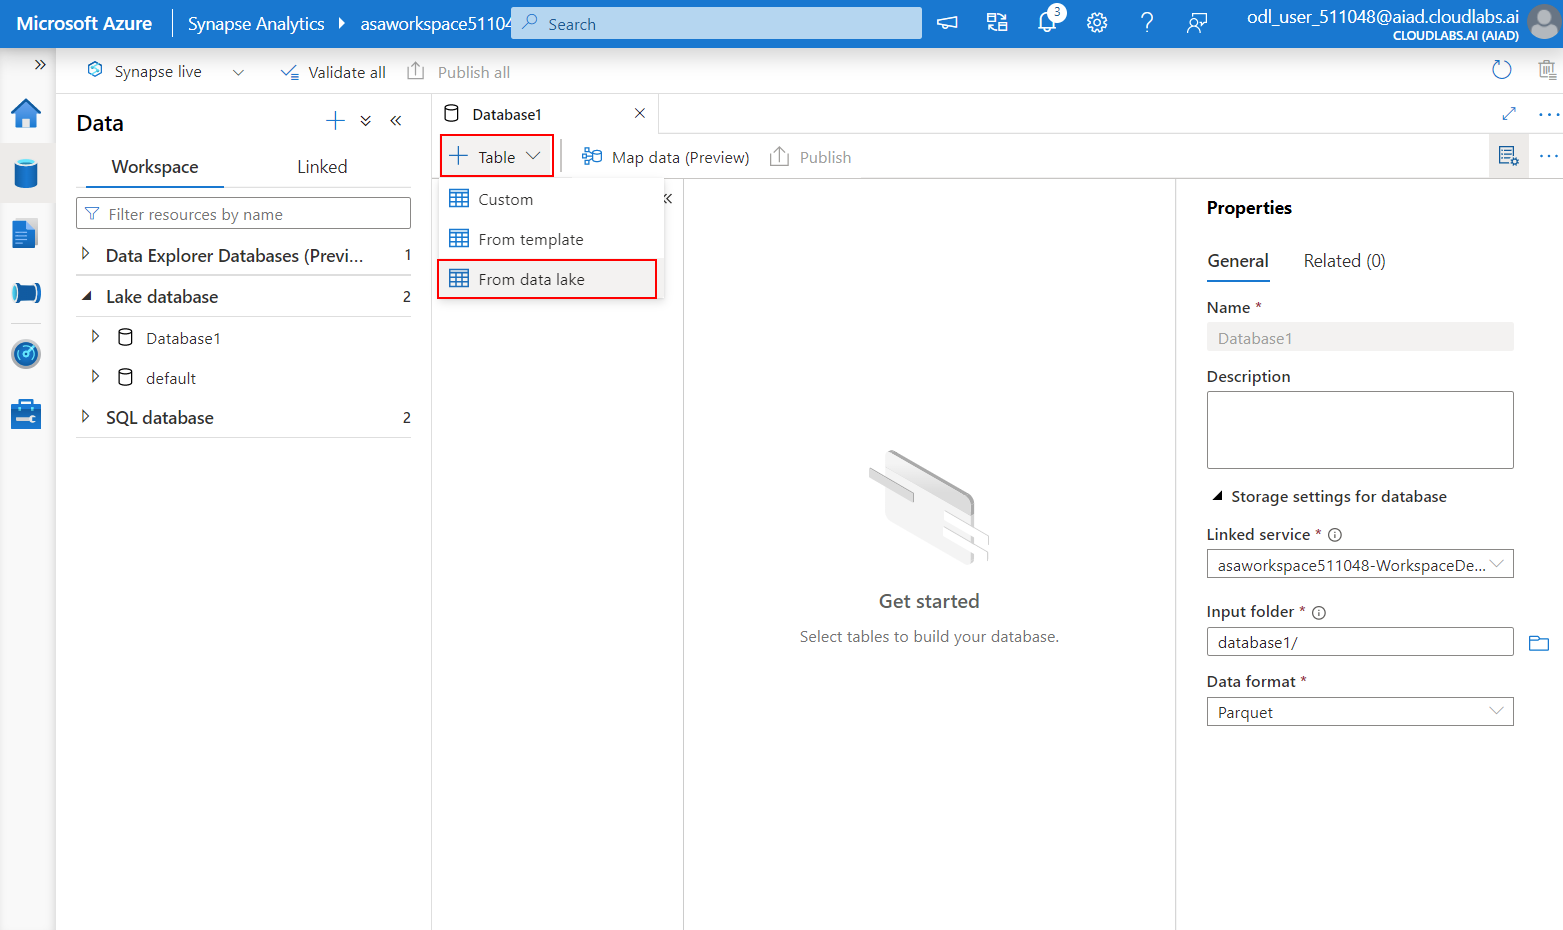 Microsoft Azure
Synapse Analytics
asaworkspace51104
Search
3
odl_user_511048@aiad.cloudlabs.ai
CLOUDLABS.AI (AIAD)
Synapse live
Validate all
Publish all
Data
Workspace
Linked
Filter resources by name
Data Explorer Databases (Previ...
1
Lake database
2
Database1
default
SQL database
2
Database1
Table
Map data (Preview)
Publish
Custom
From template
From data lake
Get started
Select tables to build your database.
Properties
General
Related (0)
Name *
Database1
Description
Storage settings for database
Linked service *
asaworkspace511048-WorkspaceDe...
Input folder *
database1/
Data format *
Parquet